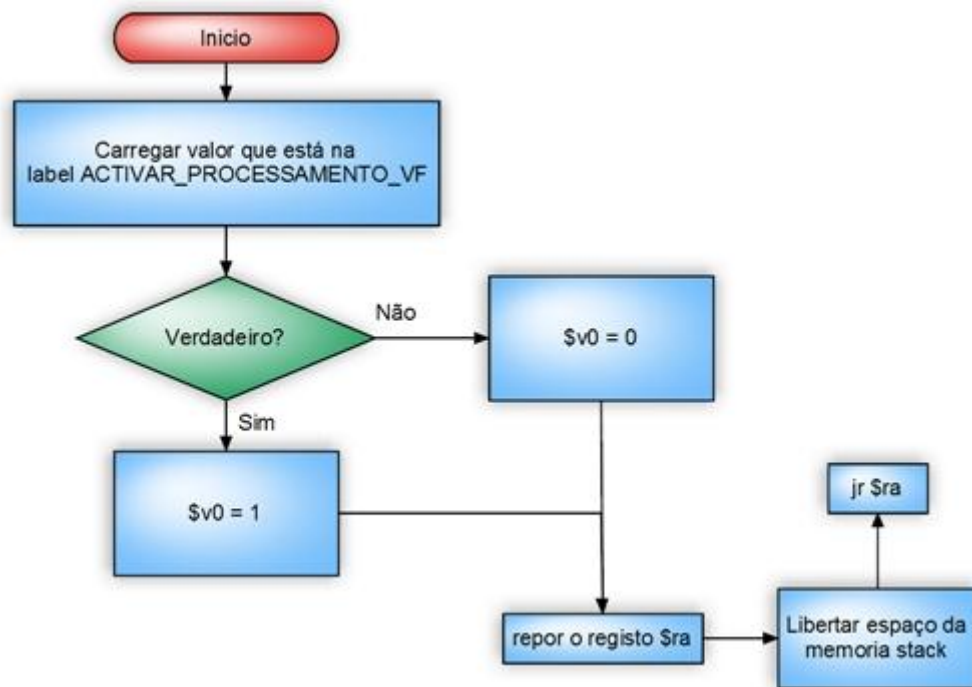 Inicio
Carregar valor que está na
label ACTIVAR_PROCESSAMENTO_VF
Verdadeiro?
Não
$v0 = 0
Sim
$v0 = 1
jr $ra
repor o registo $ra
Libertar espaço da
memoria stack